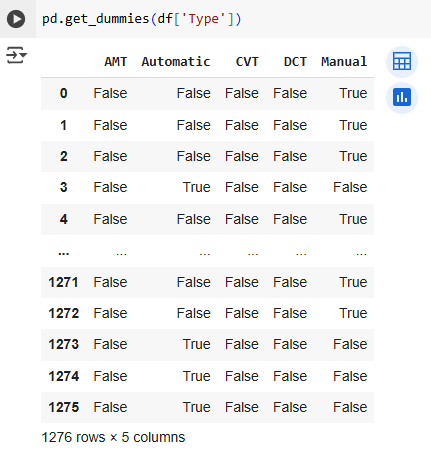 pd.get_dummies(df['Type'])
AMT Automatic CVT DCT Manual
0 False False False False True
1 False False False False True
2 False False False False True
3 False True False False False
4 False False False False True
... ... ... ... ... ...
1271 False False False False True
1272 False False False False True
1273 False True False False False
1274 False True False False False
1275 False True False False False
1276 rows × 5 columns